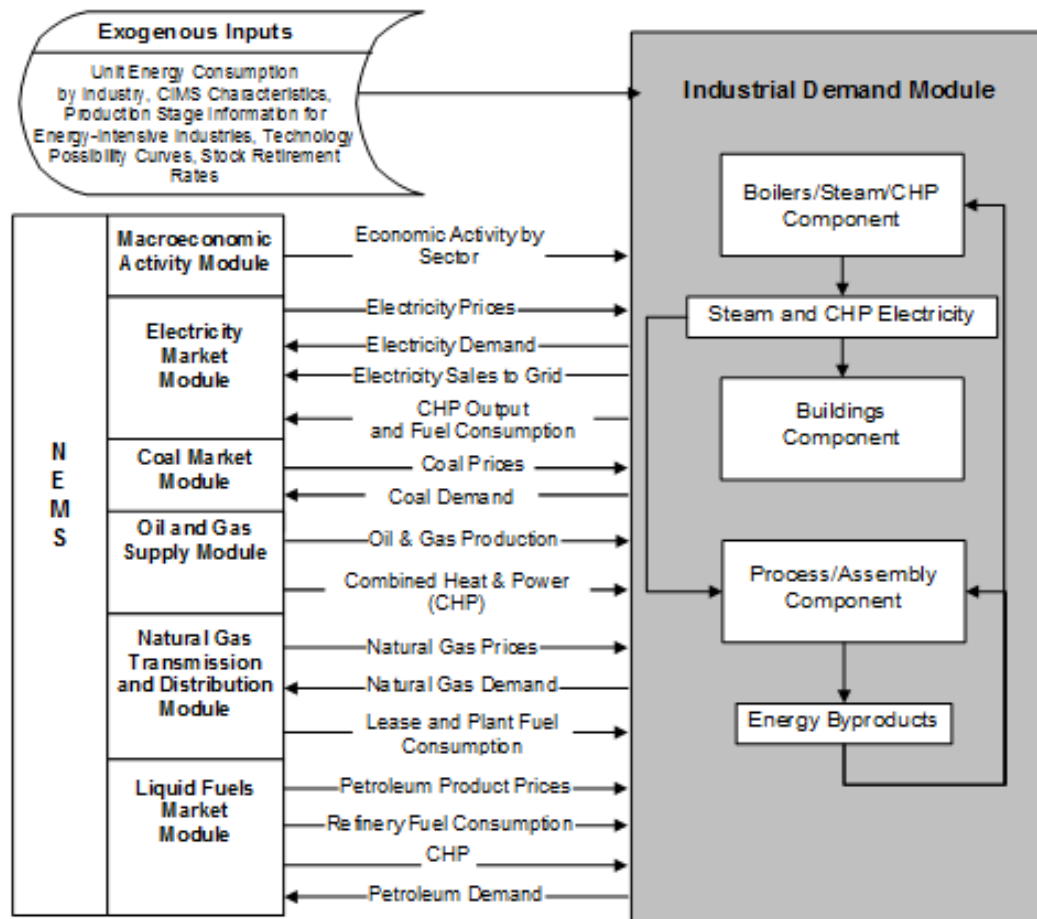 Exogenous Inputs
Unit Energy Consumption
by Industry, CIMS Characteristics,
Production Stage Information for
Energy-Intensive Industries, Technology
Possibility Curves, Stock Retirement
Rates
N
E
M
S
Macroeconomic
Activity Module
Electricity
Market
Module
Coal Market
Module
Oil and Gas
Supply Module
Natural Gas
Transmission
and Distribution
Module
Liquid Fuels
Market
Module
Economic Activity by
Sector
Electricity Prices
Electricity Demand
Electricity Sales to Grid
CHP Output
and Fuel Consumption
Coal Prices
Coal Demand
Oil & Gas Production
Combined Heat & Power
(CHP)
Natural Gas Prices
Natural Gas Demand
Lease and Plant Fuel
Consumption
Petroleum Product Prices
Refinery Fuel Consumption
CHP
Petroleum Demand
Industrial Demand Module
Boilers/Steam/CHP
Component
Steam and CHP Electricity
Buildings
Component
Process/Assembly
Component
Energy Byproducts